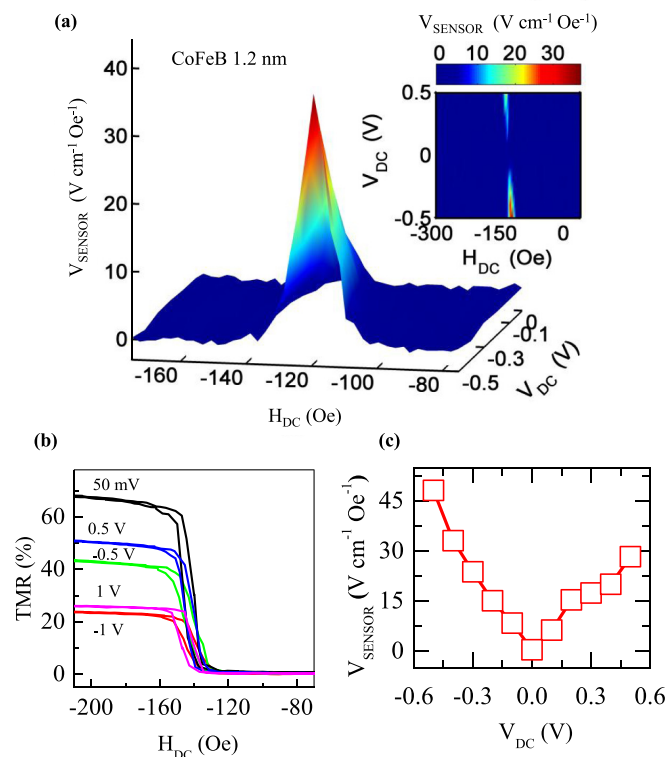 (a)
CoFeB 1.2 nm
V_SENSOR (V cm⁻¹ Oe⁻¹)
40
30
20
10
0
-160
-140
-120
-100
-80
H_DC (Oe)
0
-0.1
-0.3
-0.5
V_DC (V)
V_SENSOR (V cm⁻¹ Oe⁻¹)
0 10 20 30
0.5
0
-0.5
V_DC (V)
-300 -150 0
H_DC (Oe)
(b)
TMR (%)
60
40
20
0
50 mV
0.5 V
-0.5 V
1 V
-1 V
-200 -160 -120 -80
H_DC (Oe)
(c)
V_SENSOR (V cm⁻¹ Oe⁻¹)
45
30
15
0
-0.6 -0.3 0.0 0.3 0.6
V_DC (V)